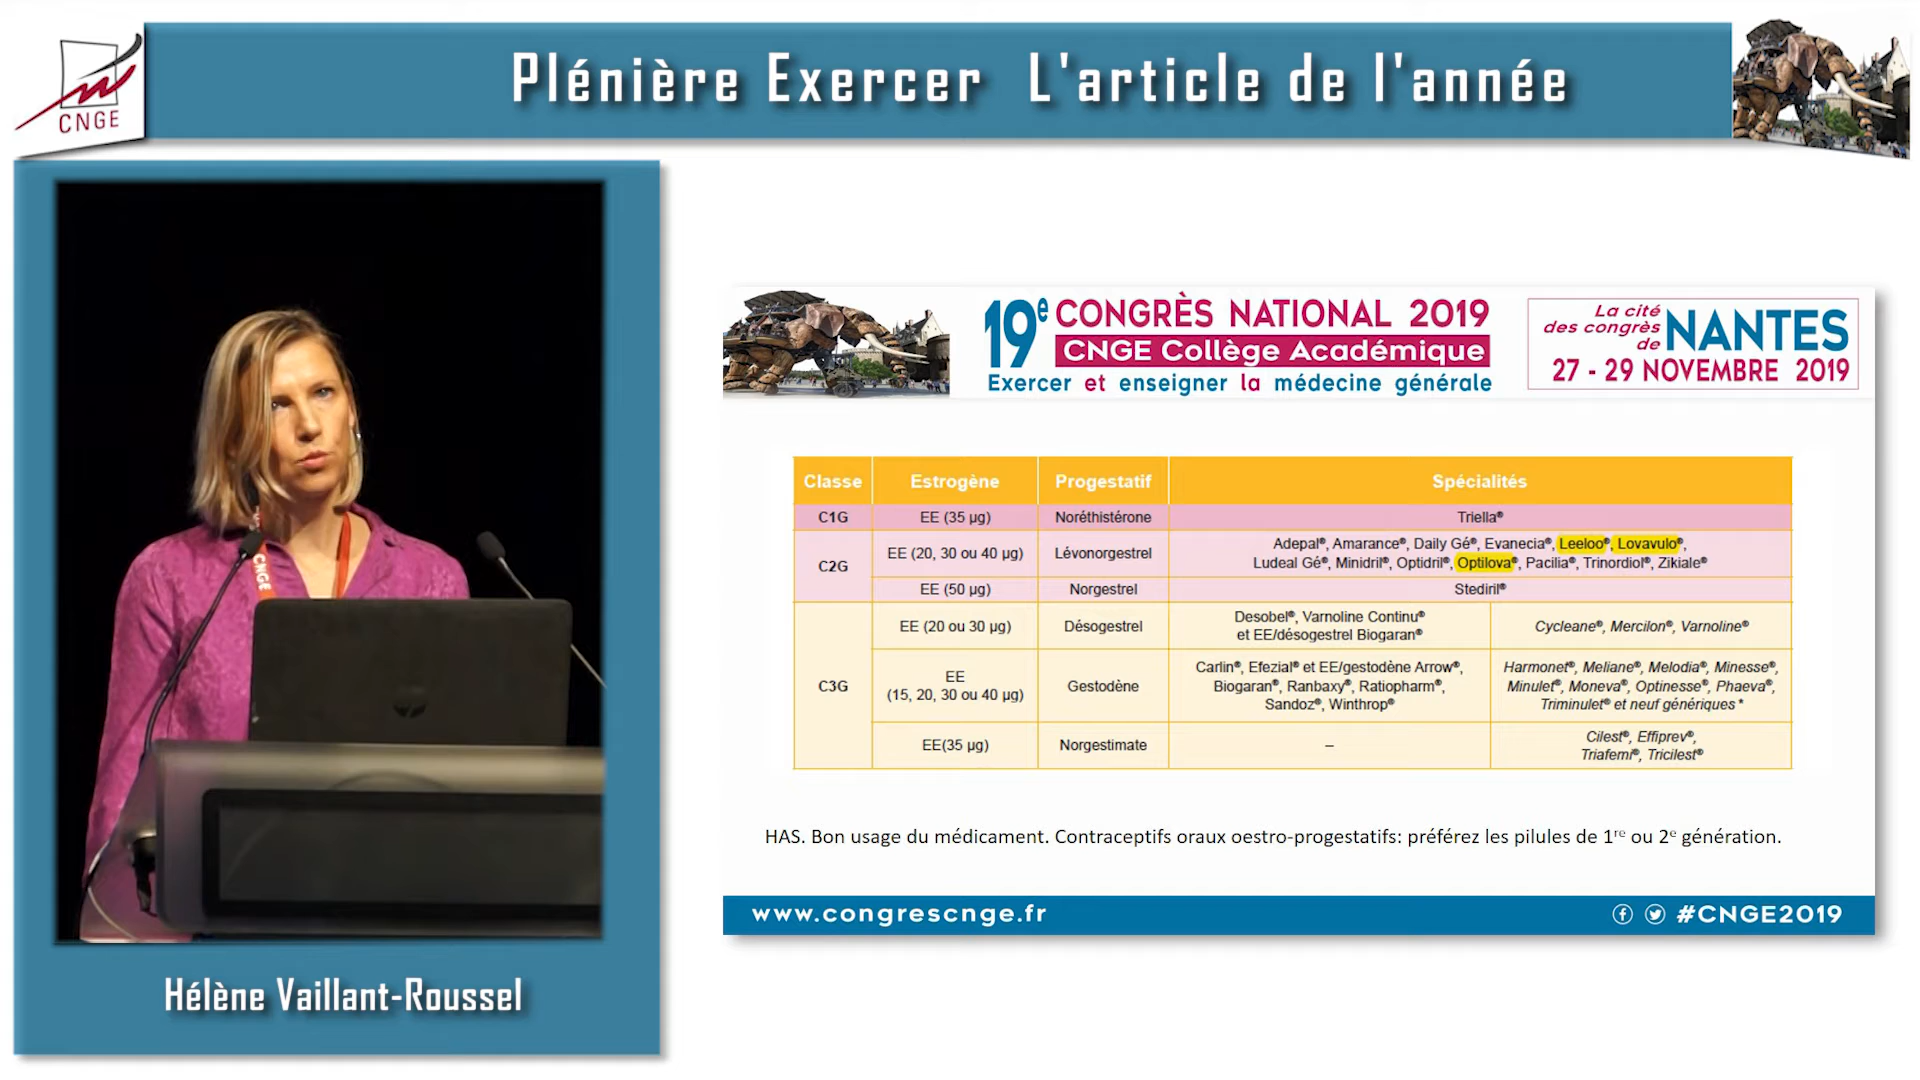 Plénière Exercer L'article de l'année
CNGE
CNGE
Hélène Vaillant-Roussel
19e CONGRÈS NATIONAL 2019
CNGE Collège Académique
Exercer et enseigner la médecine générale
La cité
des congrès
de NANTES
27 - 29 NOVEMBRE 2019
Classe Estrogène Progestatif Spécialités
C1G EE (35 µg) Noréthistérone Triella®
C2G EE (20, 30 ou 40 µg) Lévonorgestrel Adepal®, Amarance®, Daily Gé®, Evanecia®, Leeloo®, Lovavulo®,
Ludeal Gé®, Minidril®, Optidril®, Optilova®, Pacilia®, Trinordiol®, Zikiale®
EE (50 µg) Norgestrel Stediril®
C3G EE (20 ou 30 µg) Désogestrel Desobel®, Varnoline Continu®
et EE/désogestrel Biogaran® Cycleane®, Mercilon®, Varnoline®
EE
(15, 20, 30 ou 40 µg) Gestodène Carlin®, Efezial® et EE/gestodène Arrow®,
Biogaran®, Ranbaxy®, Ratiopharm®,
Sandoz®, Winthrop® Harmonet®, Meliane®, Melodia®, Minesse®,
Minulet®, Moneva®, Optinesse®, Phaeva®,
Triminulet® et neuf génériques *
EE(35 µg) Norgestimate – Cilest®, Effiprev®,
Triafemi®, Tricilest®
HAS. Bon usage du médicament. Contraceptifs oraux oestro-progestatifs: préférez les pilules de 1re ou 2e génération.
www.congrescnge.fr #CNGE2019